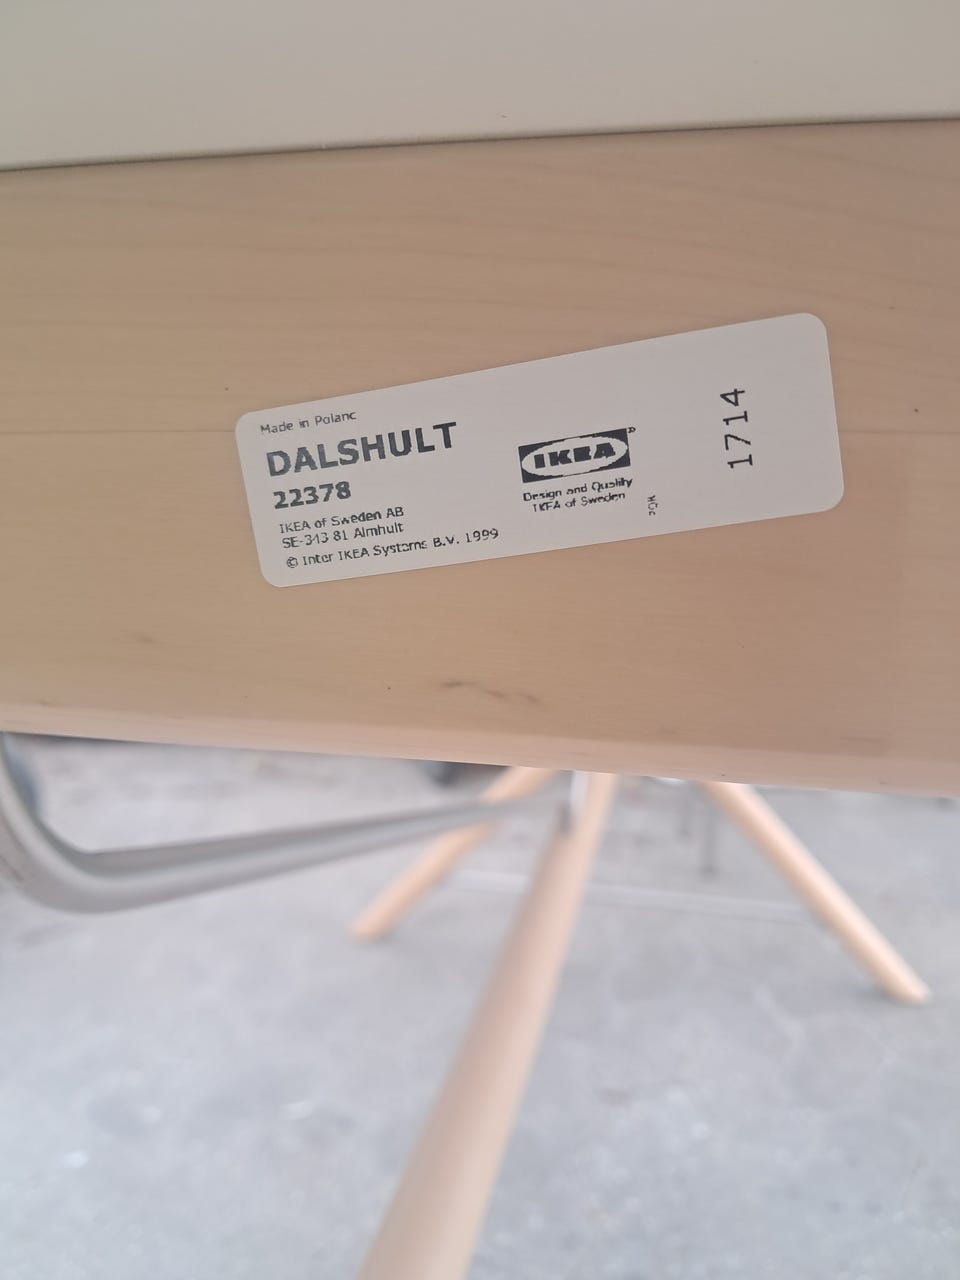 Made in Polanc
DALSHULT
22378
IKEA of Sweden AB
SE-343 81 Almhult
© Inter IKEA Systems B.V. 1999
IKEA
Design and Quality
IKEA of Sweden
1714